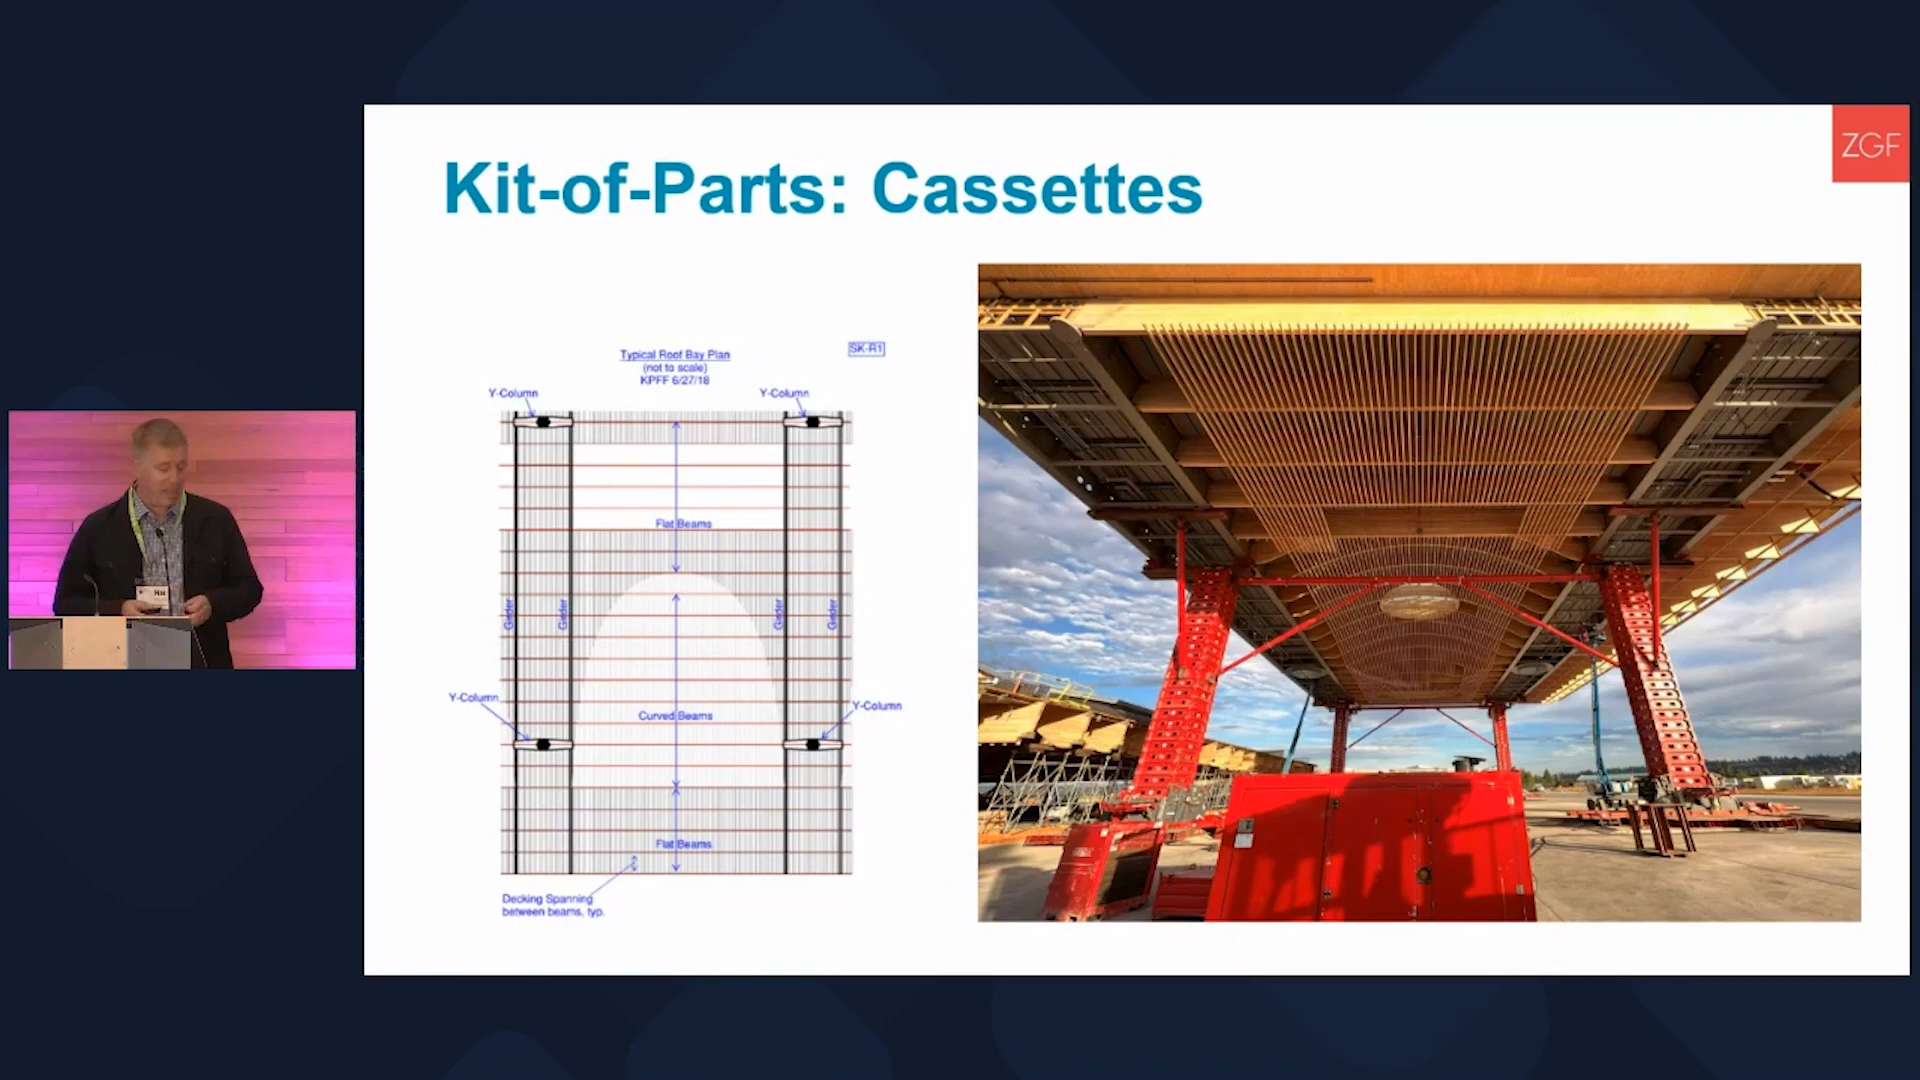 ZGF
Kit-of-Parts: Cassettes
Typical Roof Bay Plan
(not to scale)
KPFF 6/27/18
SK-R1
Y-Column
Y-Column
Flat Beams
Girder
Girder
Girder
Girder
Y-Column
Y-Column
Curved Beams
Flat Beams
Decking Spanning
between beams, typ.